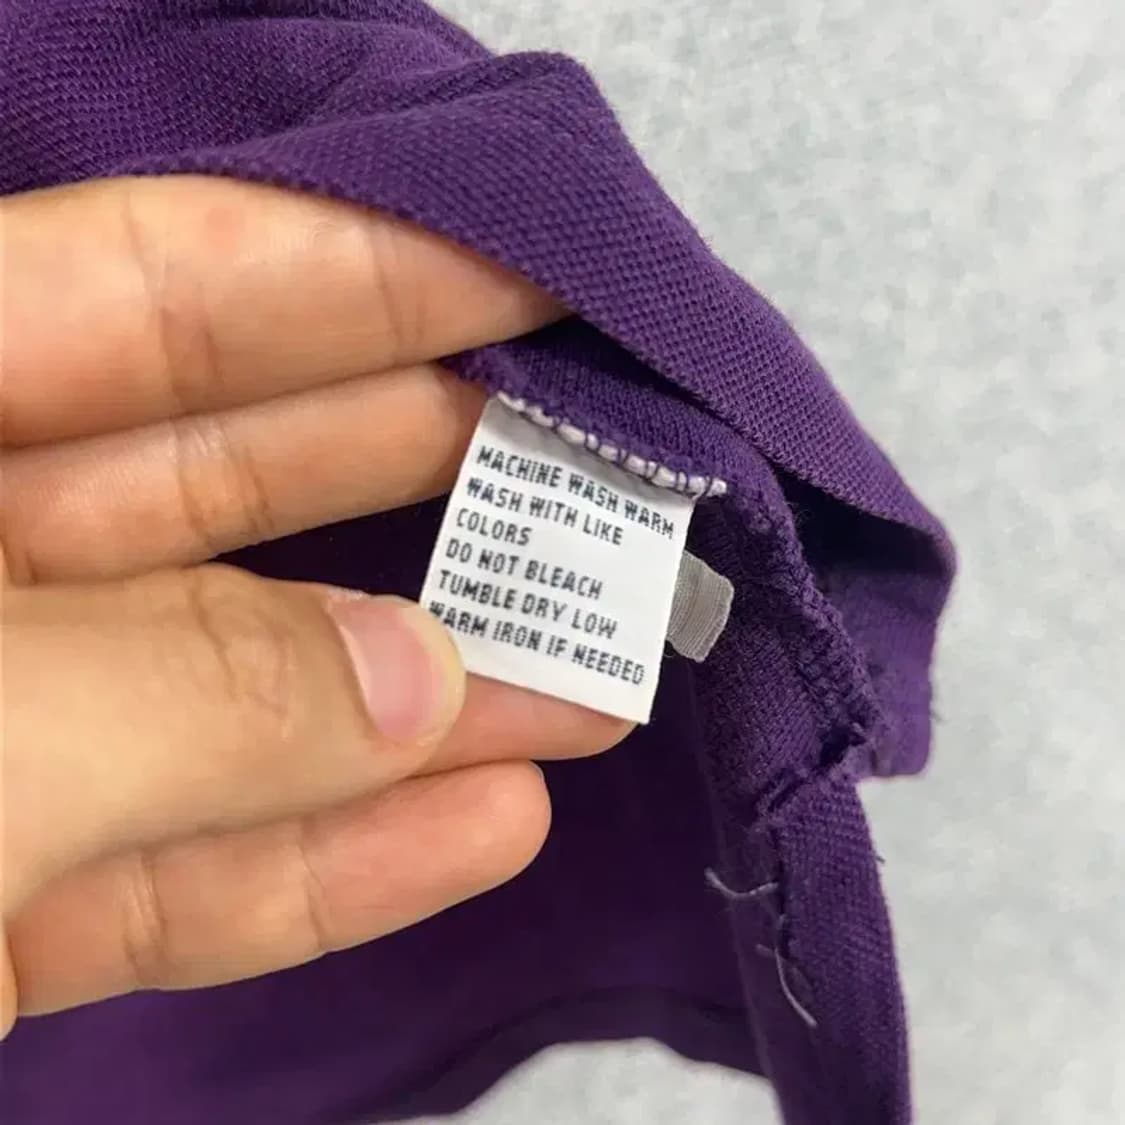 MACHINE WASH WARM
WASH WITH LIKE
COLORS
DO NOT BLEACH
TUMBLE DRY LOW
WARM IRON IF NEEDED